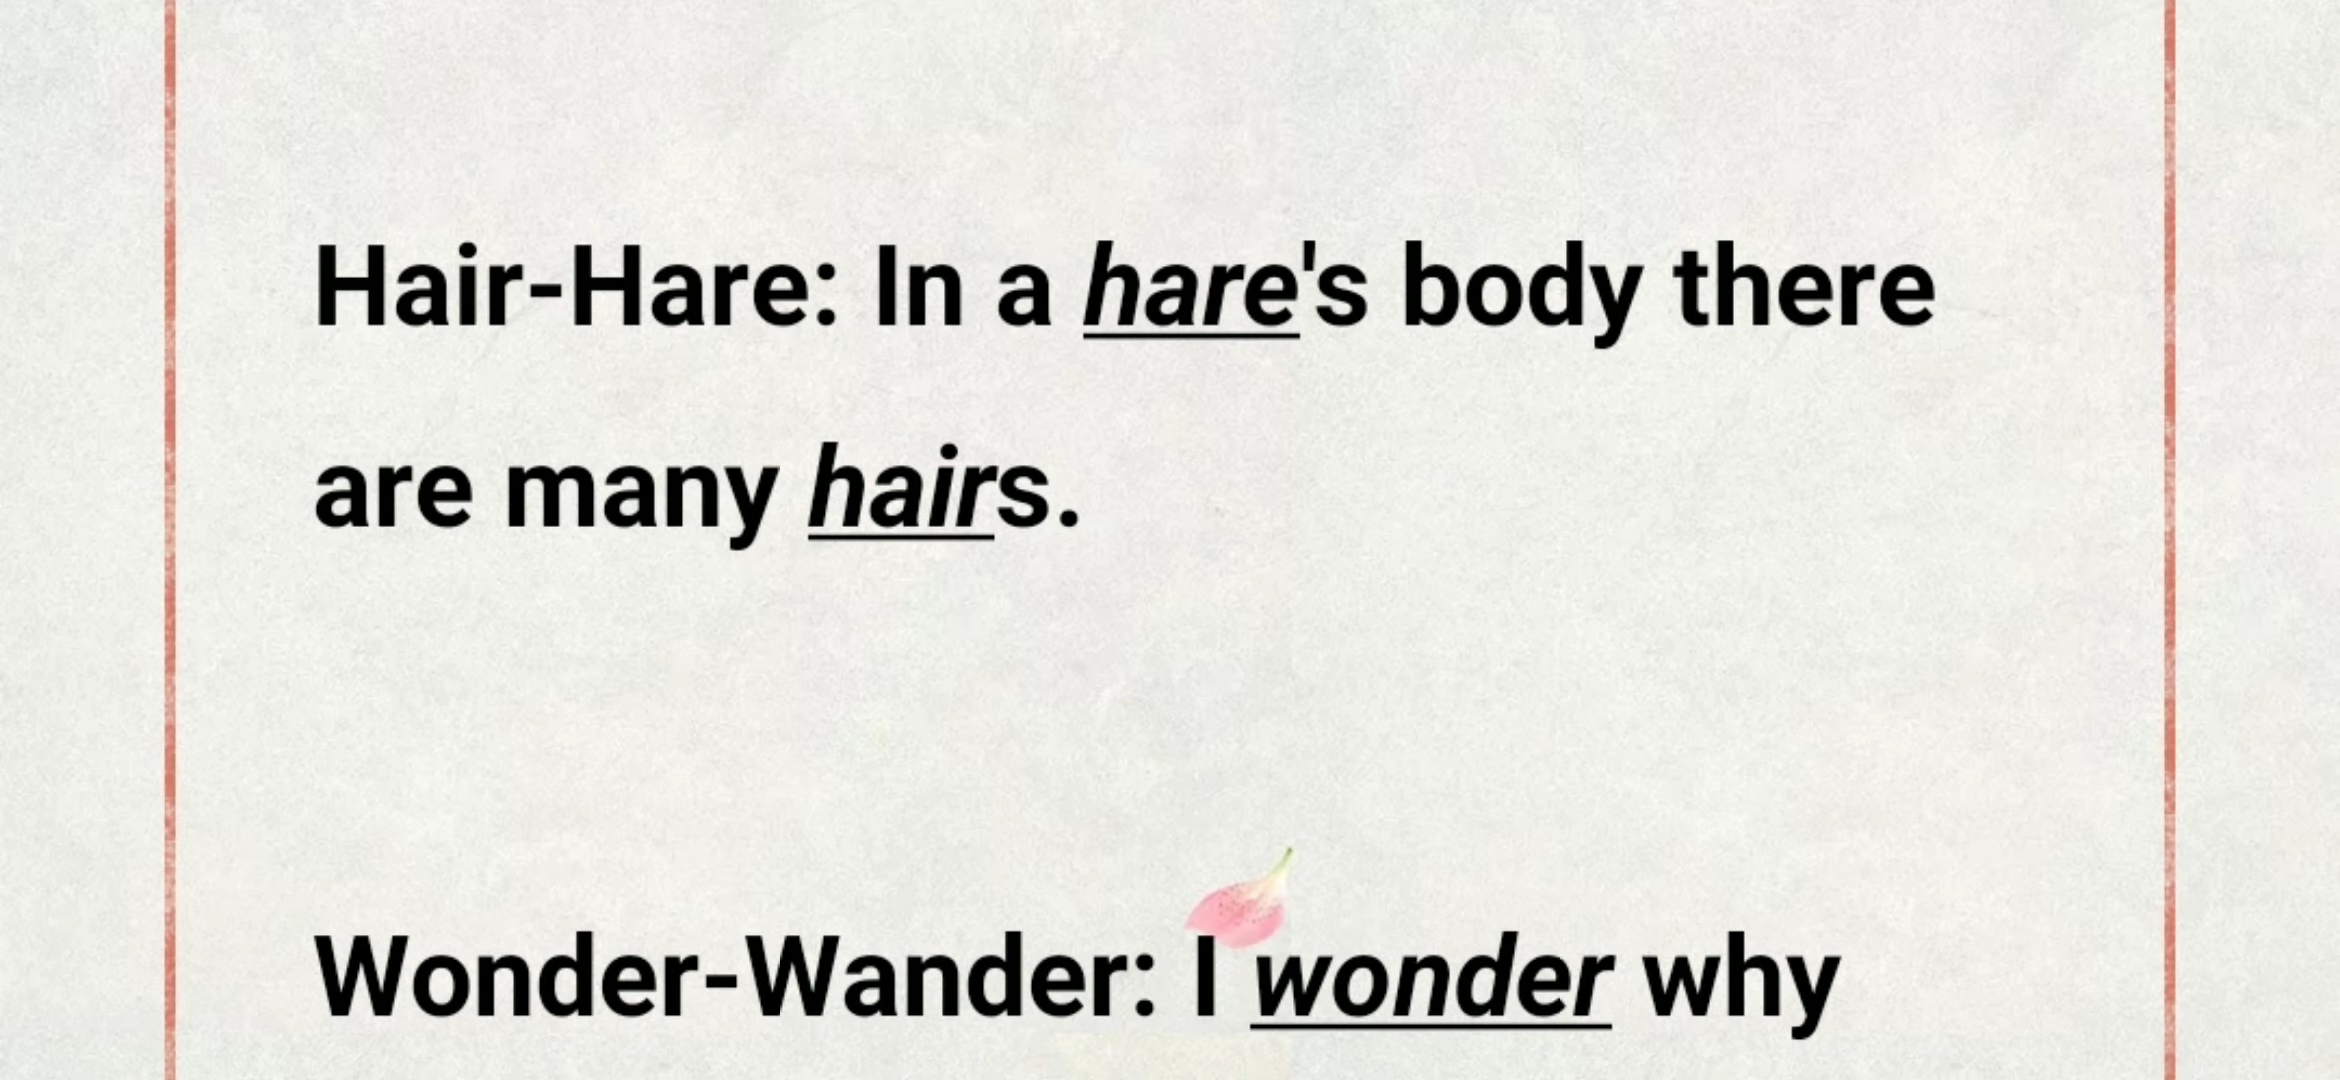 Hair-Hare: In a hare's body there
are many hairs.
Wonder-Wander: I wonder why